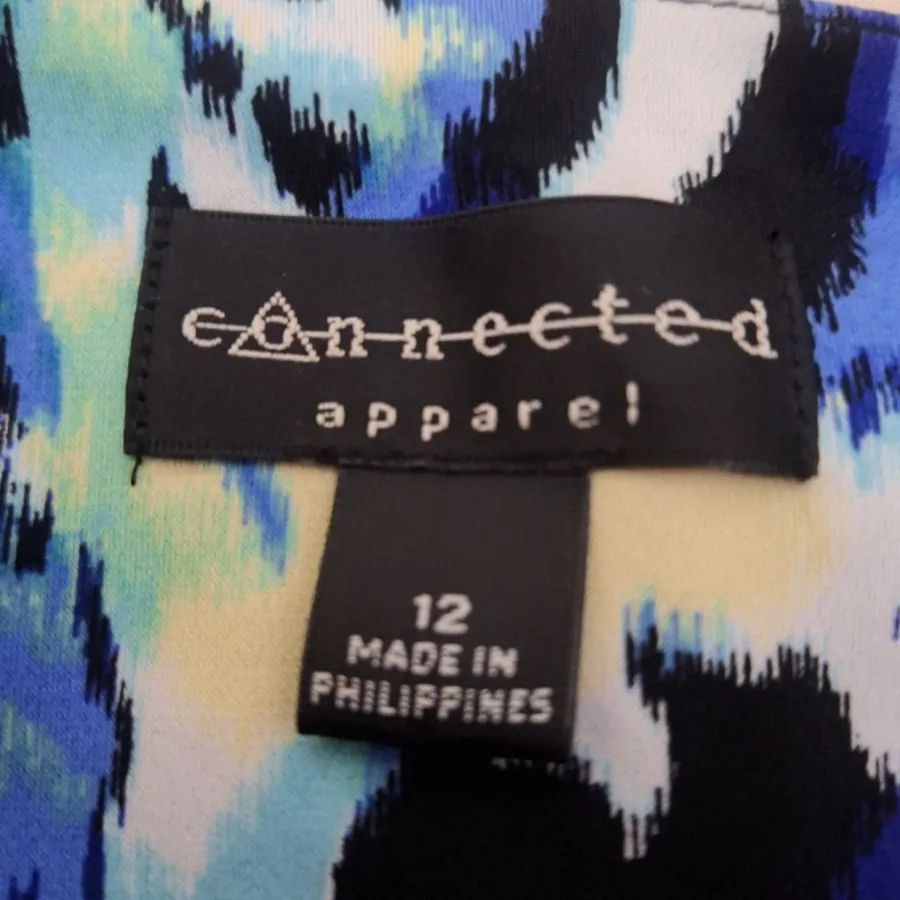 connected
apparel
12
MADE IN
PHILIPPINES